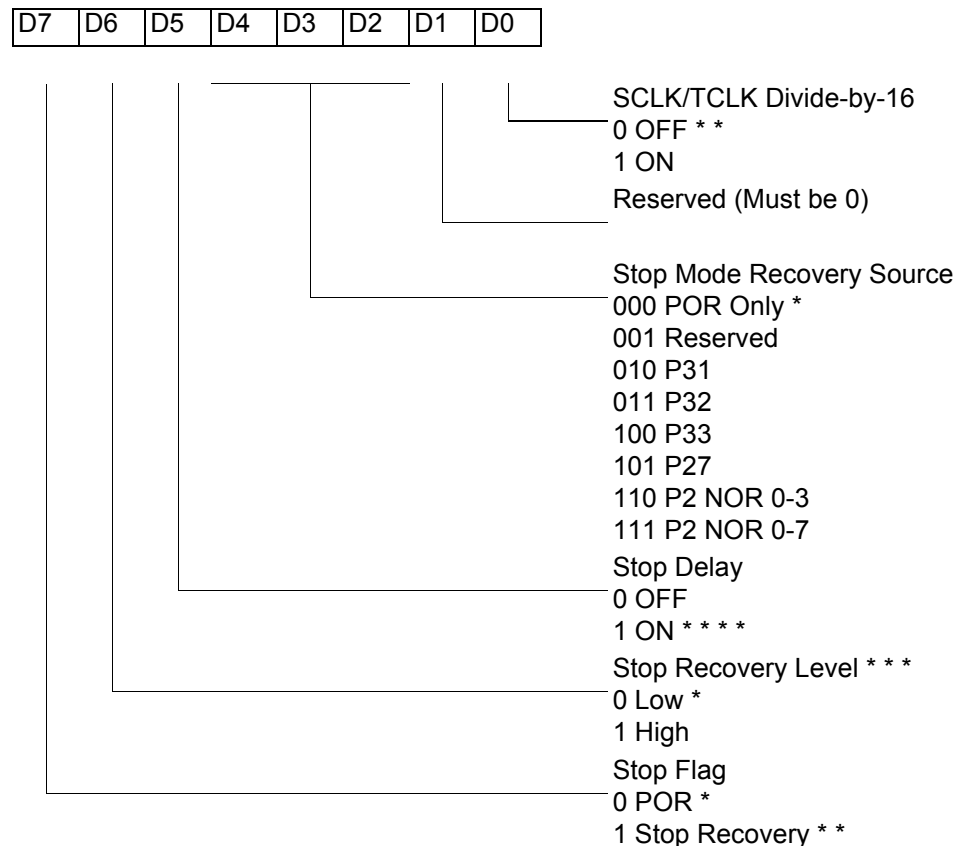 D7 D6 D5 D4 D3 D2 D1 D0
SCLK/TCLK Divide-by-16
0 OFF * *
1 ON
Reserved (Must be 0)
Stop Mode Recovery Source
000 POR Only *
001 Reserved
010 P31
011 P32
100 P33
101 P27
110 P2 NOR 0-3
111 P2 NOR 0-7
Stop Delay
0 OFF
1 ON * * * *
Stop Recovery Level * * *
0 Low *
1 High
Stop Flag
0 POR *
1 Stop Recovery * *